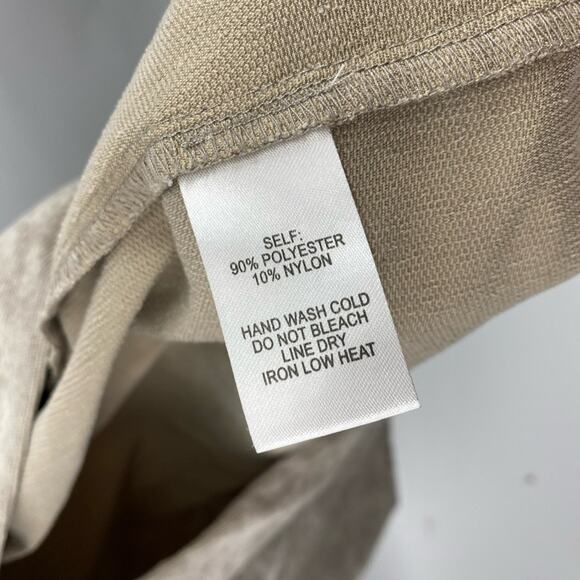 SELF:
90% POLYESTER
10% NYLON
HAND WASH COLD
DO NOT BLEACH
LINE DRY
IRON LOW HEAT